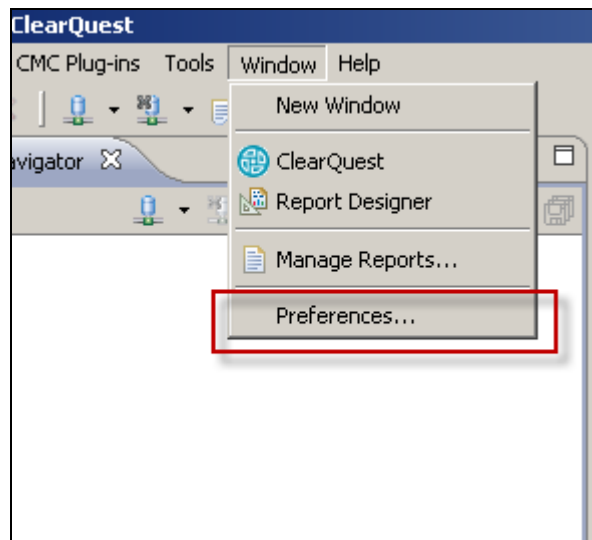 ClearQuest
CMC Plug-ins Tools Window Help
New Window
avigator
ClearQuest
Report Designer
Manage Reports...
Preferences...